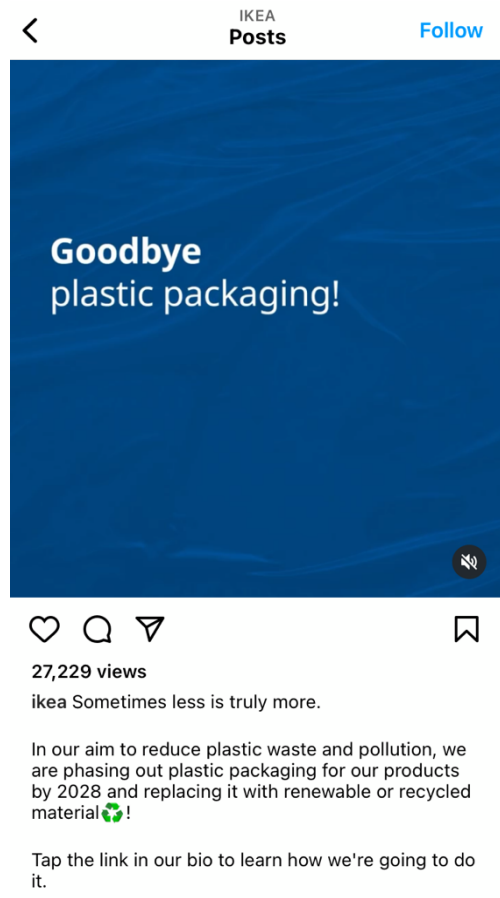 IKEA
Posts
Follow
Goodbye
plastic packaging!
27,229 views
ikea Sometimes less is truly more.
In our aim to reduce plastic waste and pollution, we
are phasing out plastic packaging for our products
by 2028 and replacing it with renewable or recycled
material♻️!
Tap the link in our bio to learn how we're going to do
it.